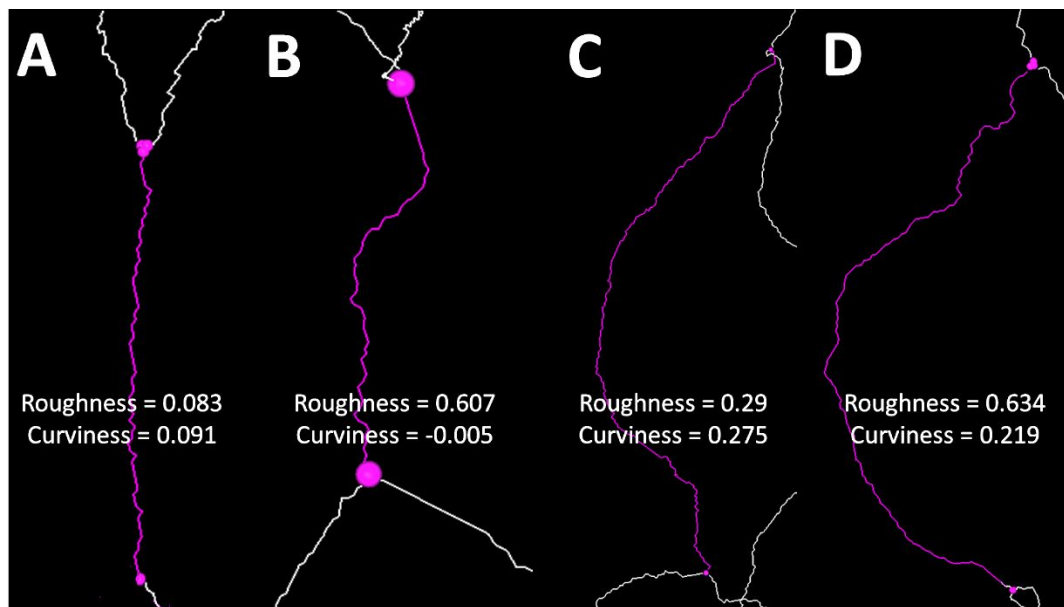 A
B
C
D
Roughness = 0.083
Curviness = 0.091
Roughness = 0.607
Curviness = -0.005
Roughness = 0.29
Curviness = 0.275
Roughness = 0.634
Curviness = 0.219